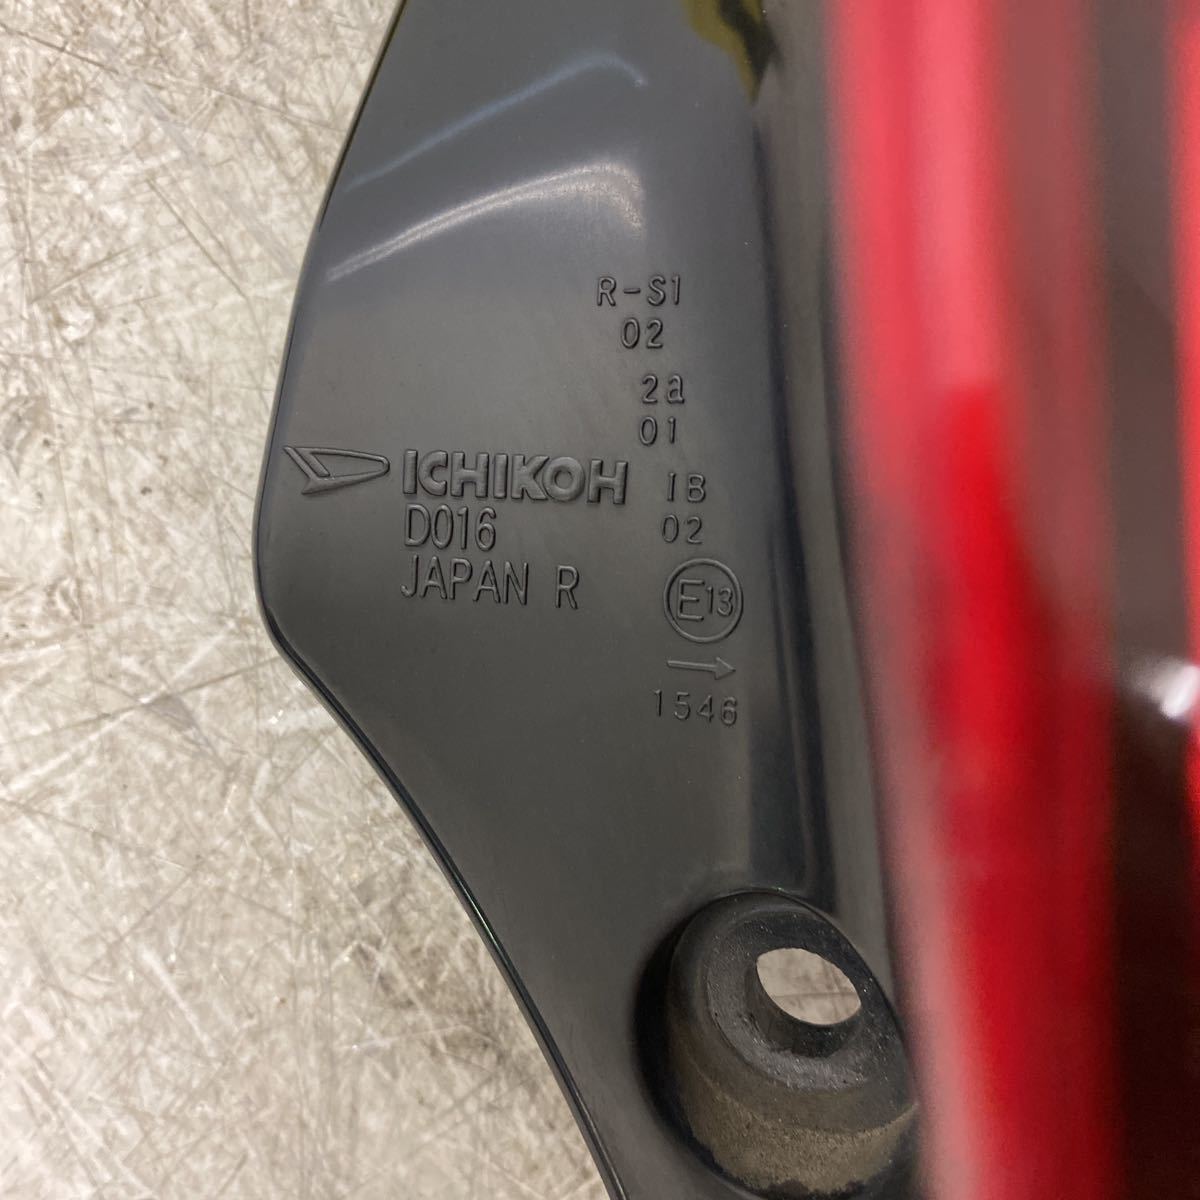 R-S1
02
2a
01
ICHIKOH
D016
JAPAN R
1B
02
E13
→
1546